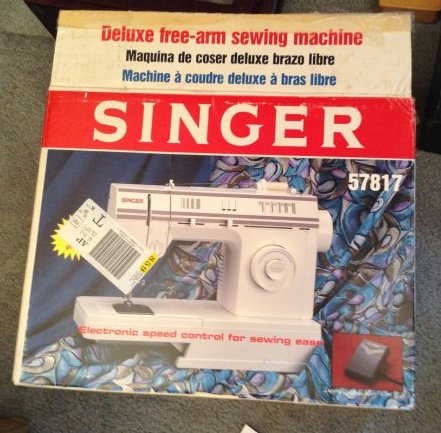 Deluxe free-arm sewing machine
Maquina de coser deluxe brazo libre
Machine à coudre deluxe à bras libre
SINGER
57817
SINGER
Electronic speed control for sewing ease